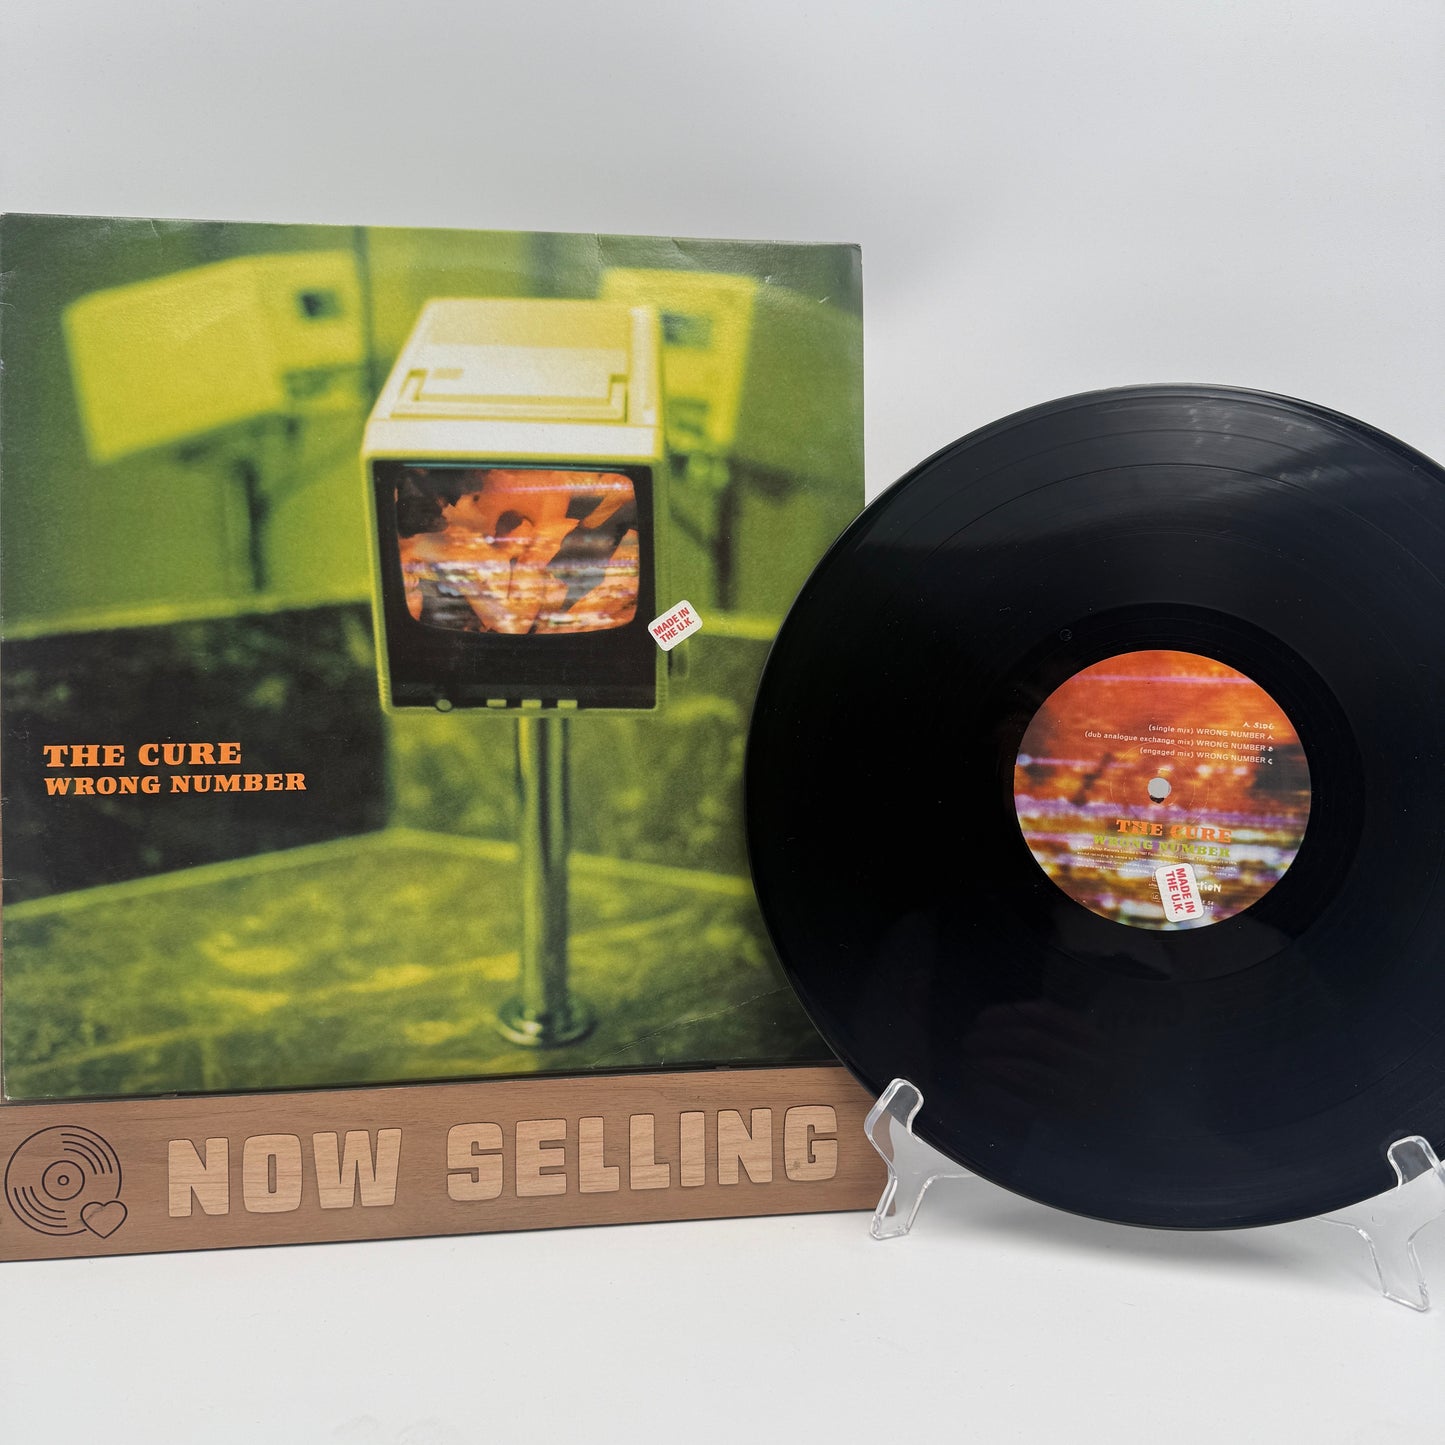 THE CURE
WRONG NUMBER
MADE IN
THE U.K.
NOW SELLING
A SIDE
(single mix) WRONG NUMBER A
(dub analogue exchange mix) WRONG NUMBER B
(engaged mix) WRONG NUMBER C
THE CURE
WRONG NUMBER
MADE IN
THE U.K.